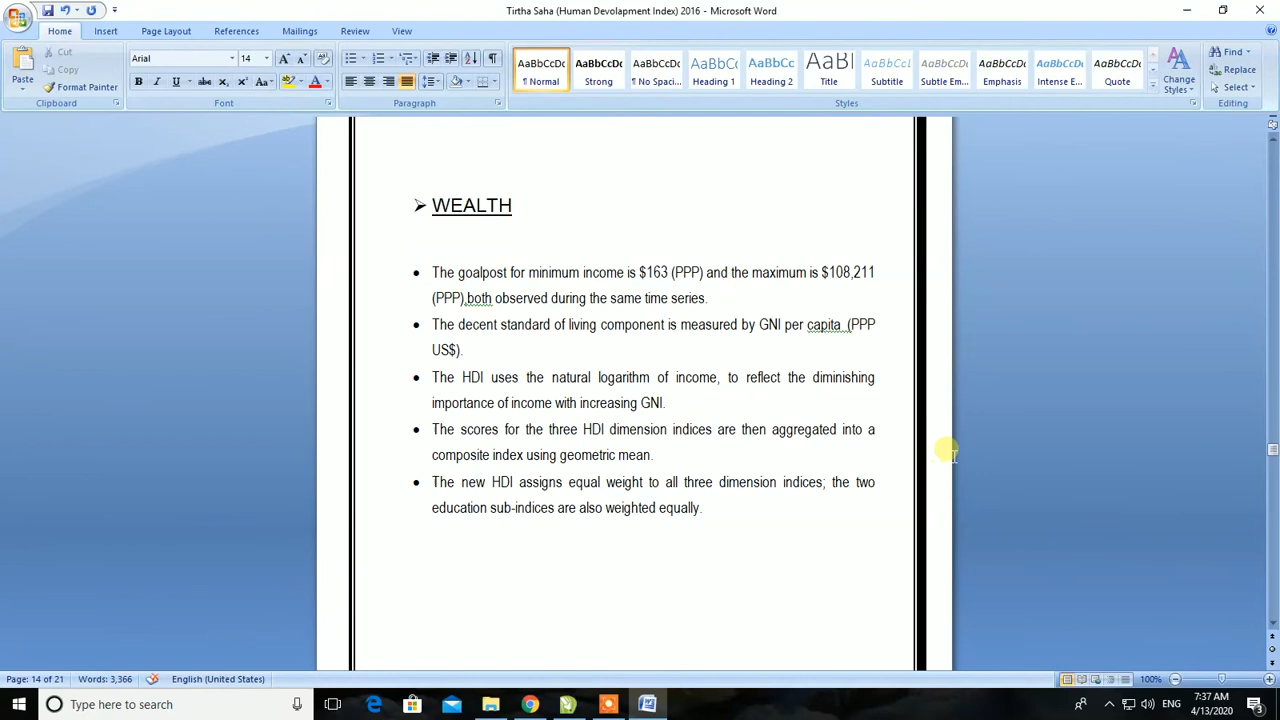 Tirtha Saha (Human Devolapment Index) 2016 - Microsoft Word
Home Insert Page Layout References Mailings Review View
Paste
Cut
Copy
Format Painter
Clipboard
Arial 14
Font
Paragraph
AaBbCcDc AaBbCcDc AaBbCcDc AaBbCc AaBbCc AaBbCcDc AaBbCcDc AaBbCcDc AaBbCcDc
¶ Normal Strong ¶ No Spaci... Heading 1 Heading 2 Title Subtitle Subtle Em... Emphasis Intense E... Quote
Change Styles
Styles
Find
Replace
Select
Editing
➢ WEALTH
• The goalpost for minimum income is $163 (PPP) and the maximum is $108,211
(PPP),both observed during the same time series.
• The decent standard of living component is measured by GNI per capita (PPP
US$).
• The HDI uses the natural logarithm of income, to reflect the diminishing
importance of income with increasing GNI.
• The scores for the three HDI dimension indices are then aggregated into a
composite index using geometric mean.
• The new HDI assigns equal weight to all three dimension indices; the two
education sub-indices are also weighted equally.
Page: 14 of 21 Words: 3,366 English (United States) 100%
Type here to search
ENG
7:37 AM
4/13/2020